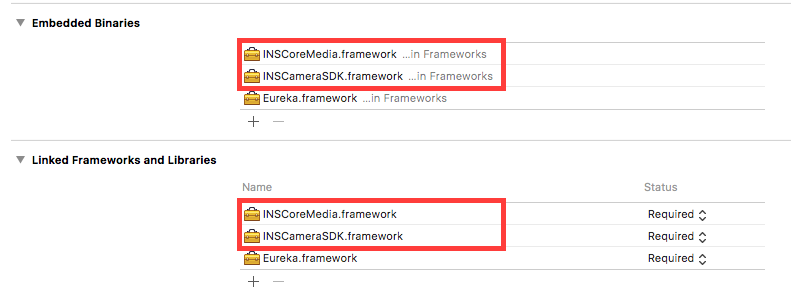 Embedded Binaries
INSCoreMedia.framework ...in Frameworks
INSCameraSDK.framework ...in Frameworks
Eureka.framework ...in Frameworks
Linked Frameworks and Libraries
Name Status
INSCoreMedia.framework Required
INSCameraSDK.framework Required
Eureka.framework Required